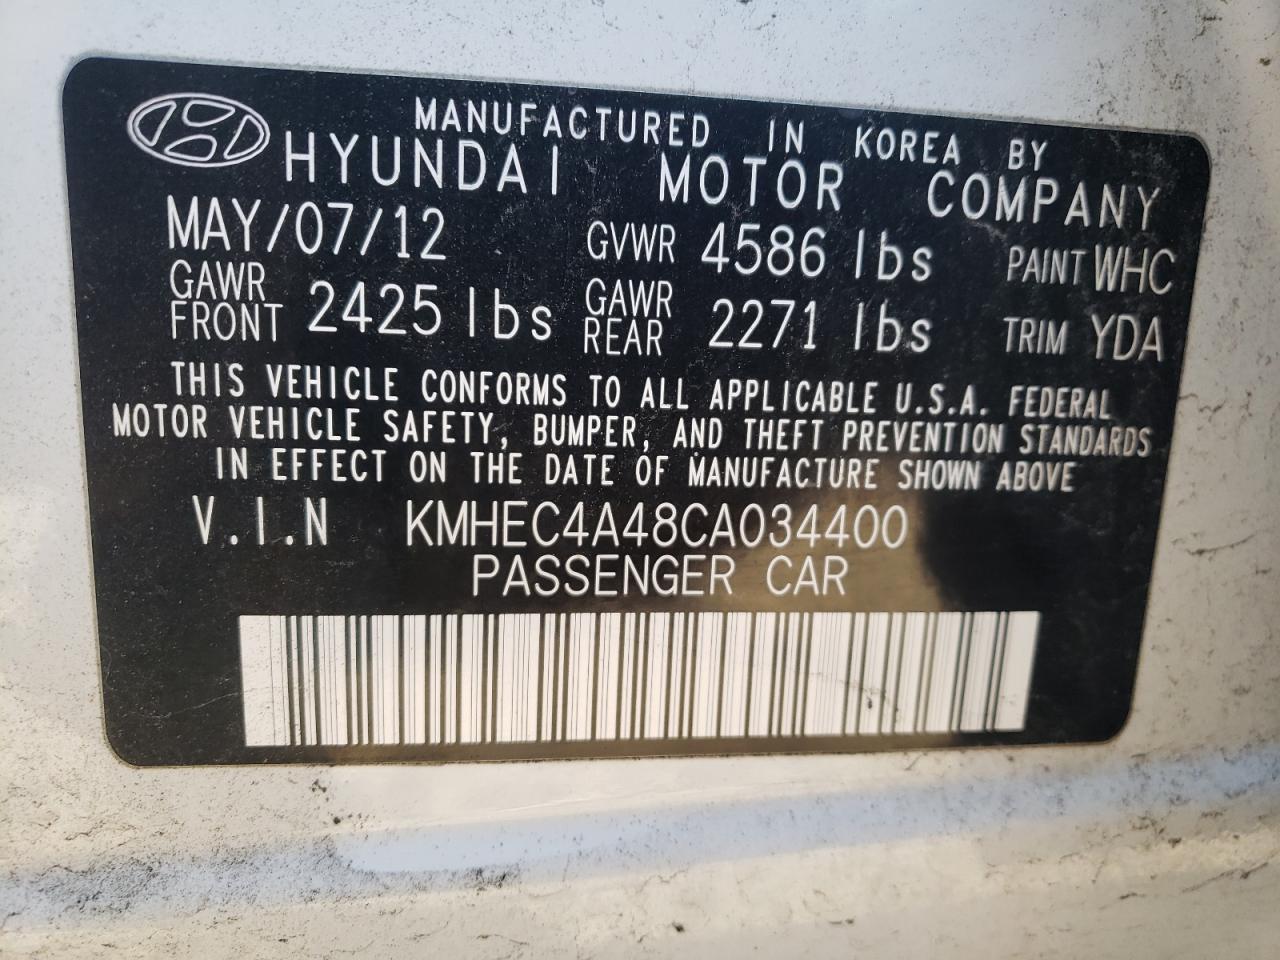 MANUFACTURED IN KOREA BY
HYUNDAI MOTOR COMPANY
MAY/07/12 GVWR 4586 lbs PAINT WHC
GAWR FRONT 2425 lbs GAWR REAR 2271 lbs TRIM YDA
THIS VEHICLE CONFORMS TO ALL APPLICABLE U.S.A. FEDERAL
MOTOR VEHICLE SAFETY, BUMPER, AND THEFT PREVENTION STANDARDS
IN EFFECT ON THE DATE OF MANUFACTURE SHOWN ABOVE
V.I.N KMHEC4A48CA034400
PASSENGER CAR